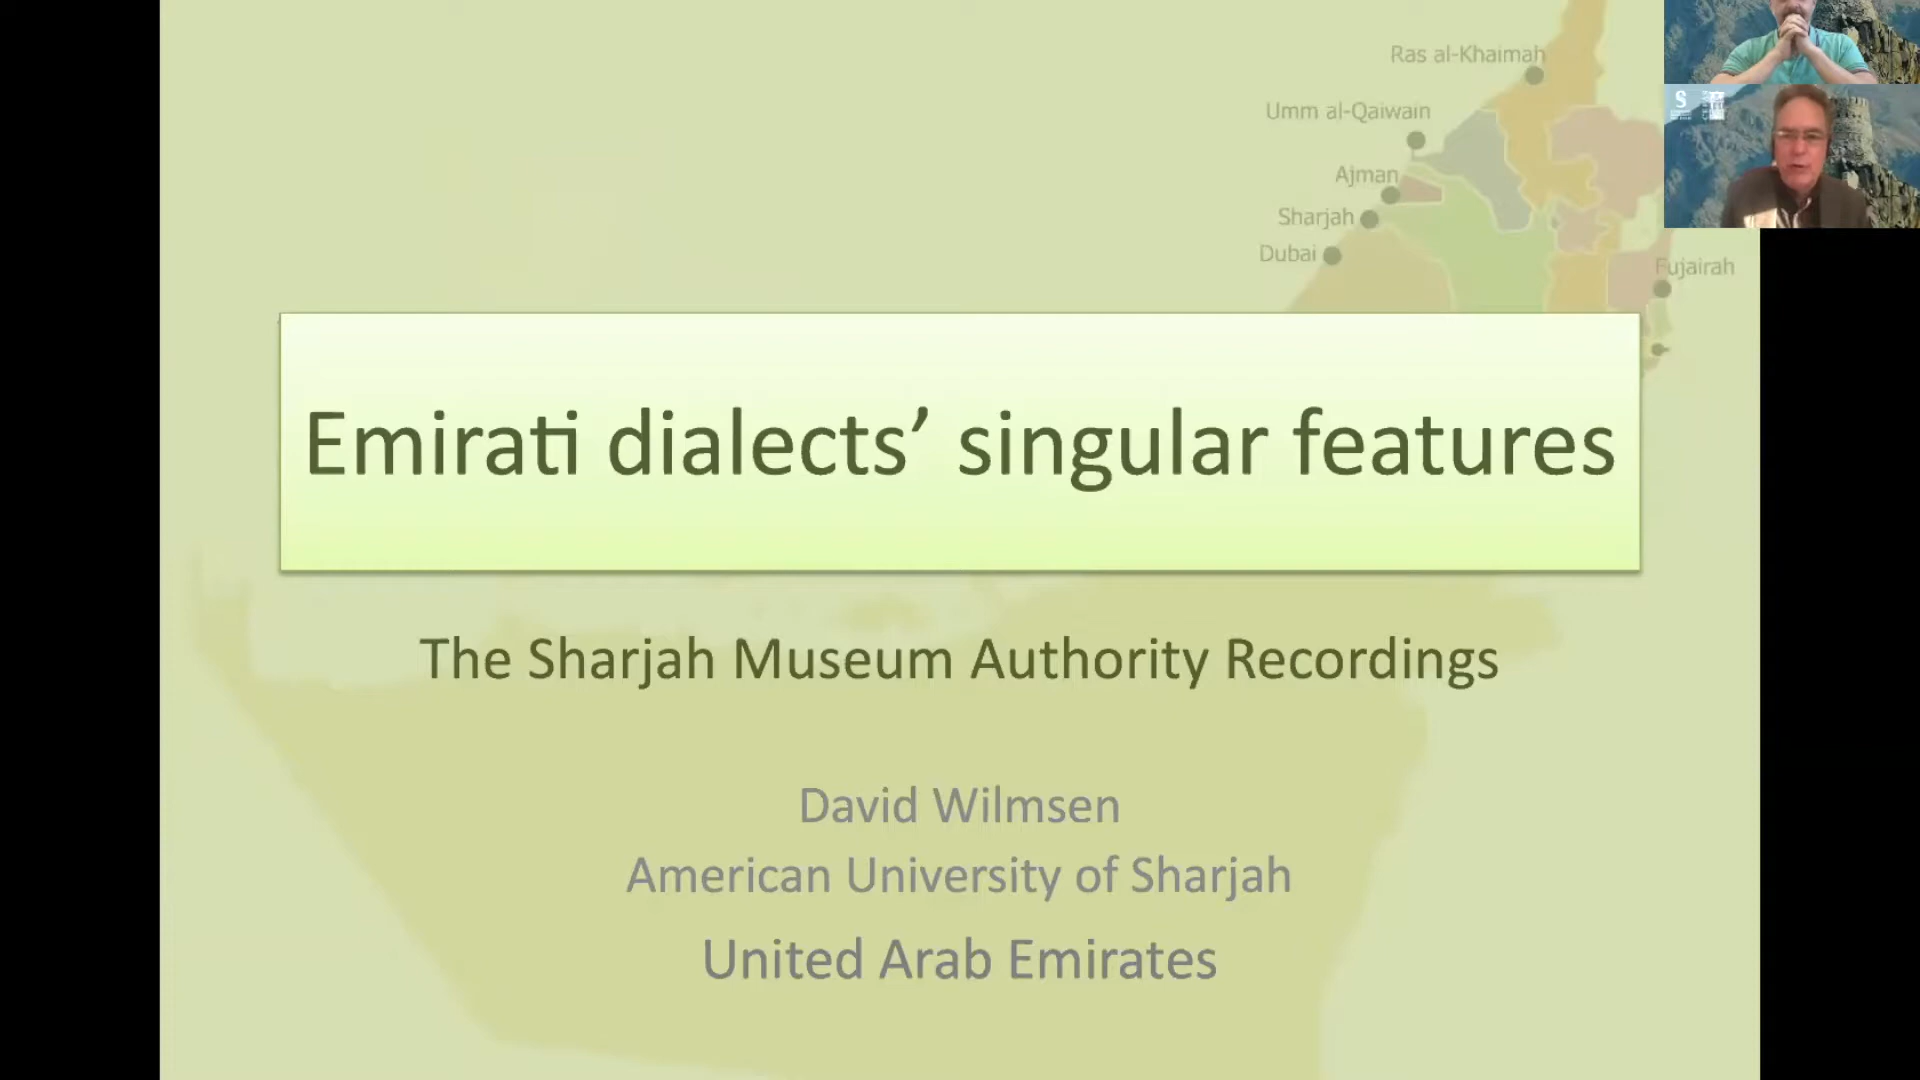 Ras al-Khaimah
Umm al-Qaiwain
Ajman
Sharjah
Dubai
Fujairah
Emirati dialects’ singular features
The Sharjah Museum Authority Recordings
David Wilmsen
American University of Sharjah
United Arab Emirates